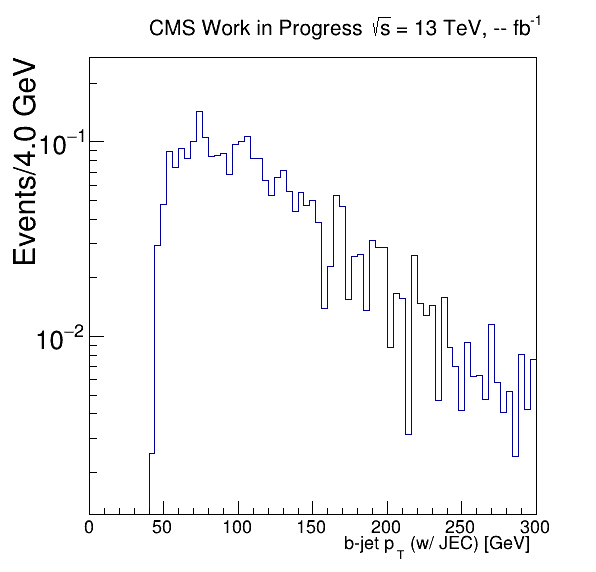 CMS Work in Progress √s = 13 TeV, -- fb⁻¹
Events/4.0 GeV
10⁻¹
10⁻²
0 50 100 150 200 250 300
b-jet p_T (w/ JEC) [GeV]